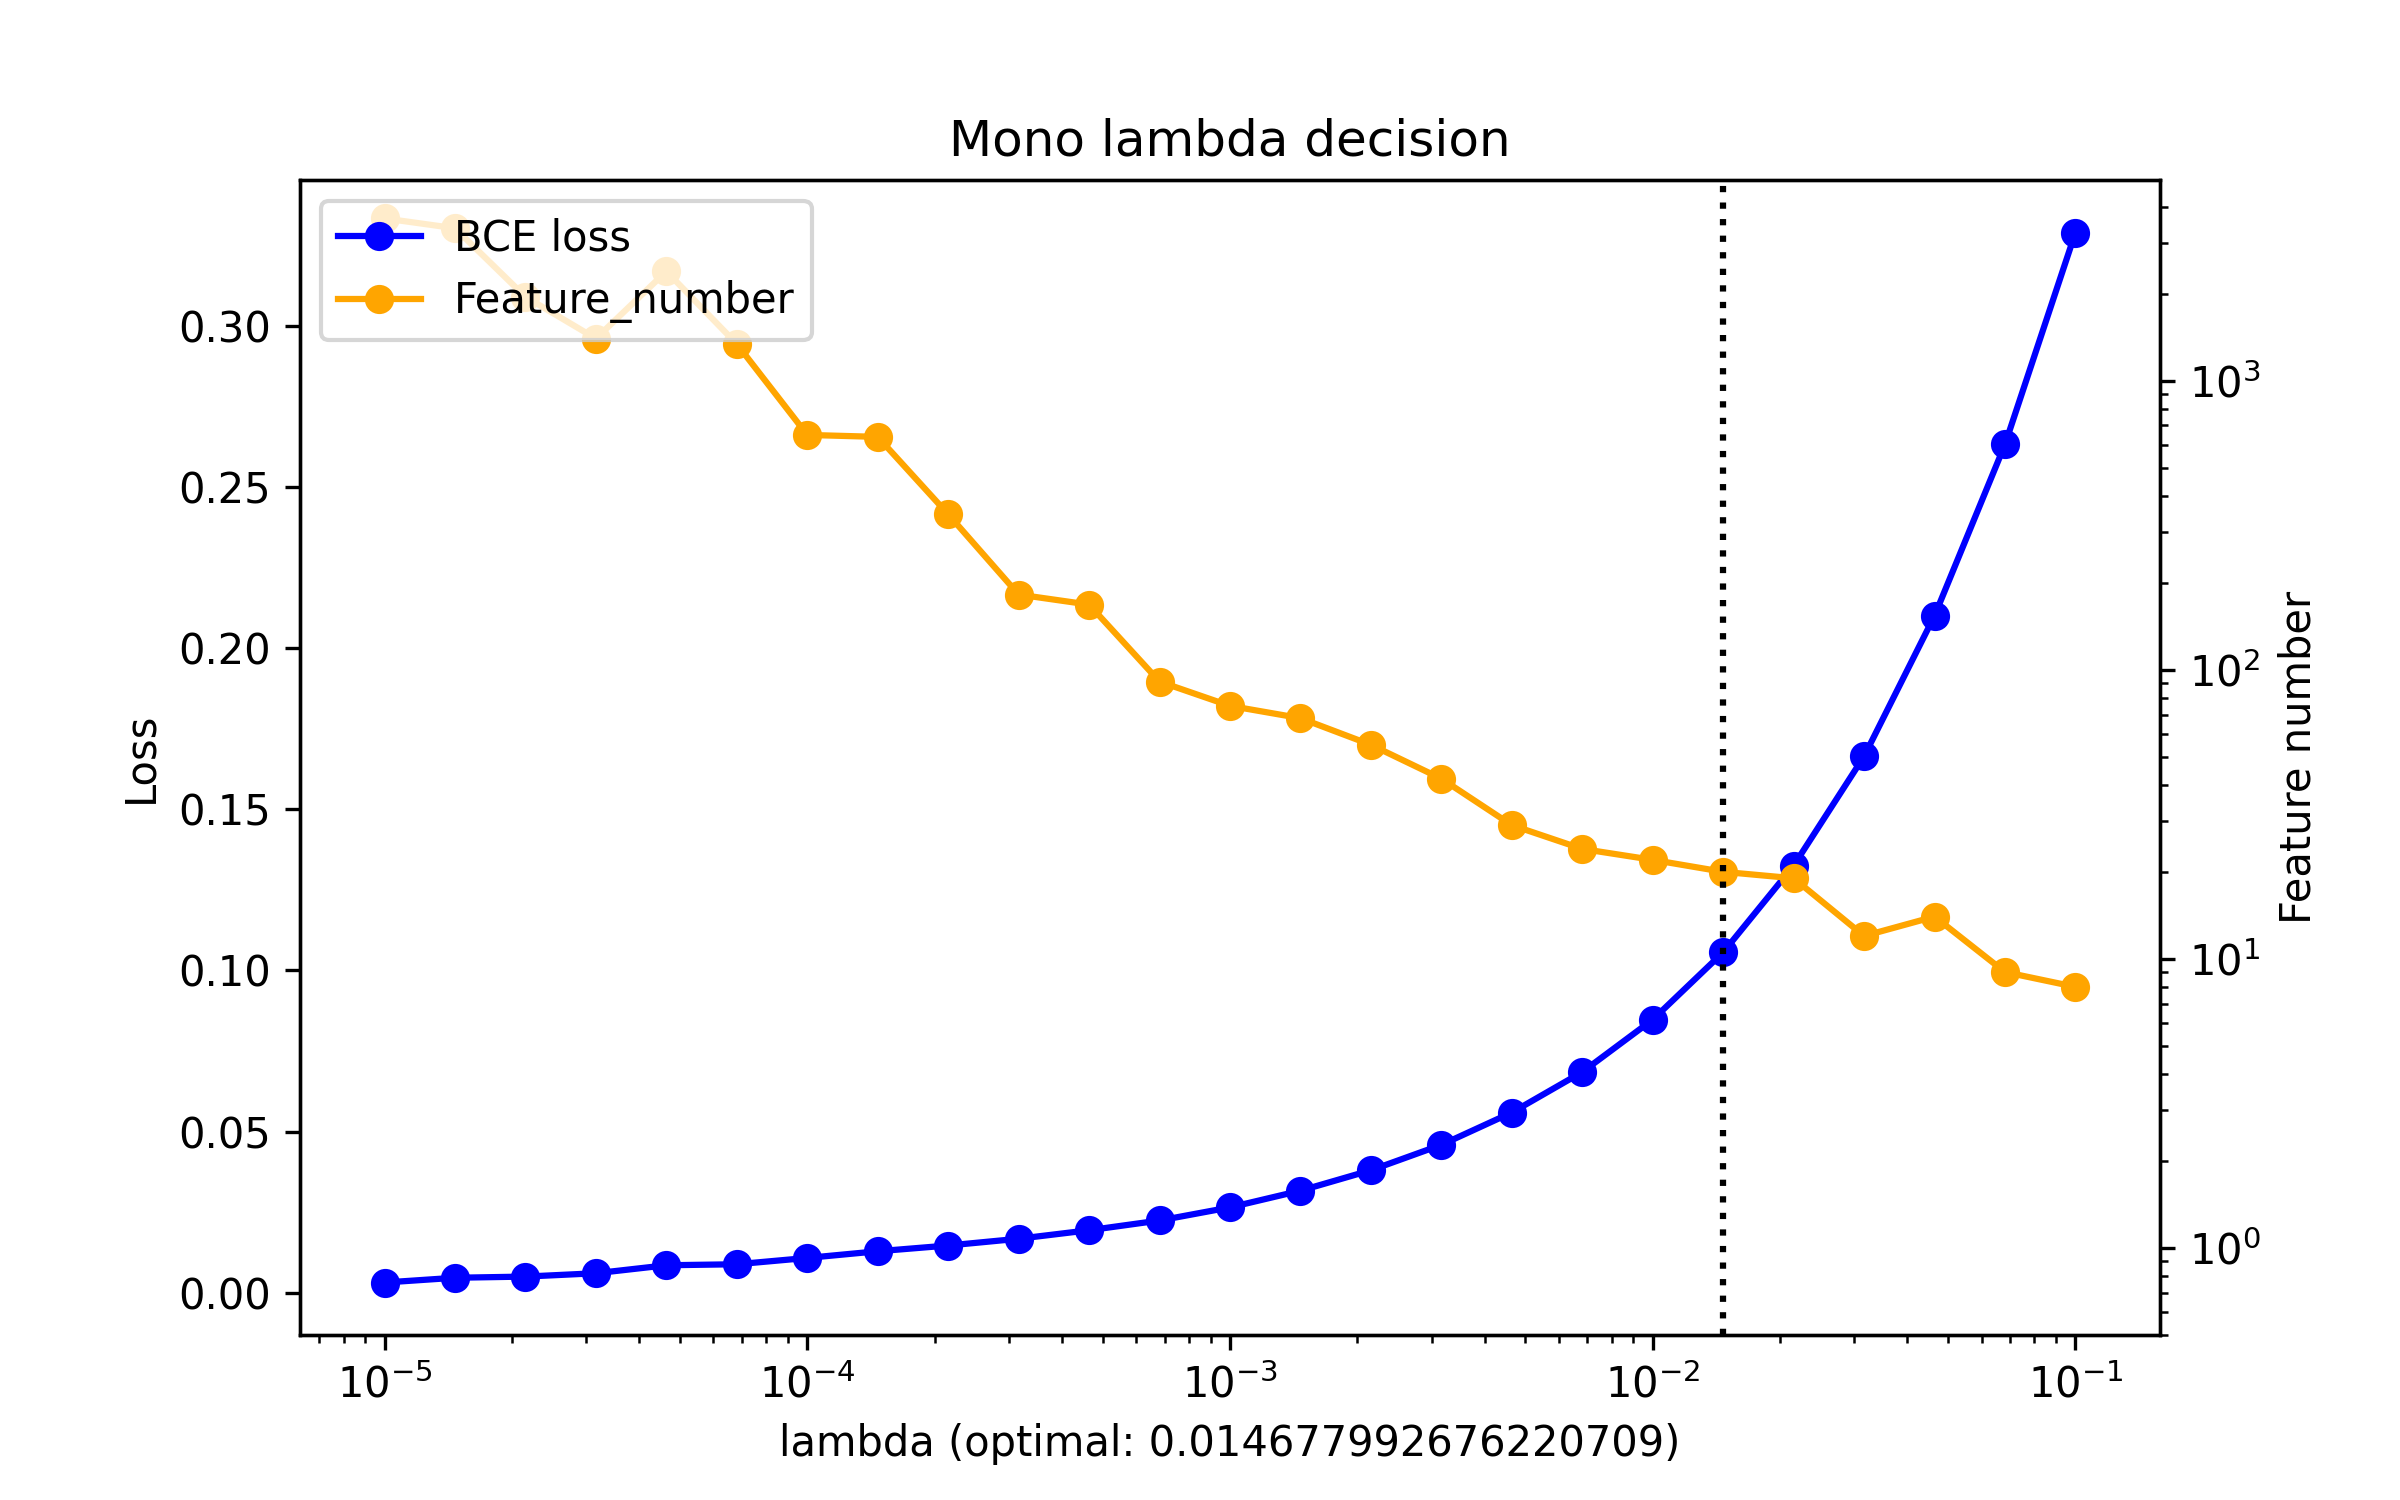 Mono lambda decision
BCE loss
Feature_number
Loss
0.30
0.25
0.20
0.15
0.10
0.05
0.00
10³
10²
10¹
10⁰
Feature number
10⁻⁵ 10⁻⁴ 10⁻³ 10⁻² 10⁻¹
lambda (optimal: 0.014677992676220709)